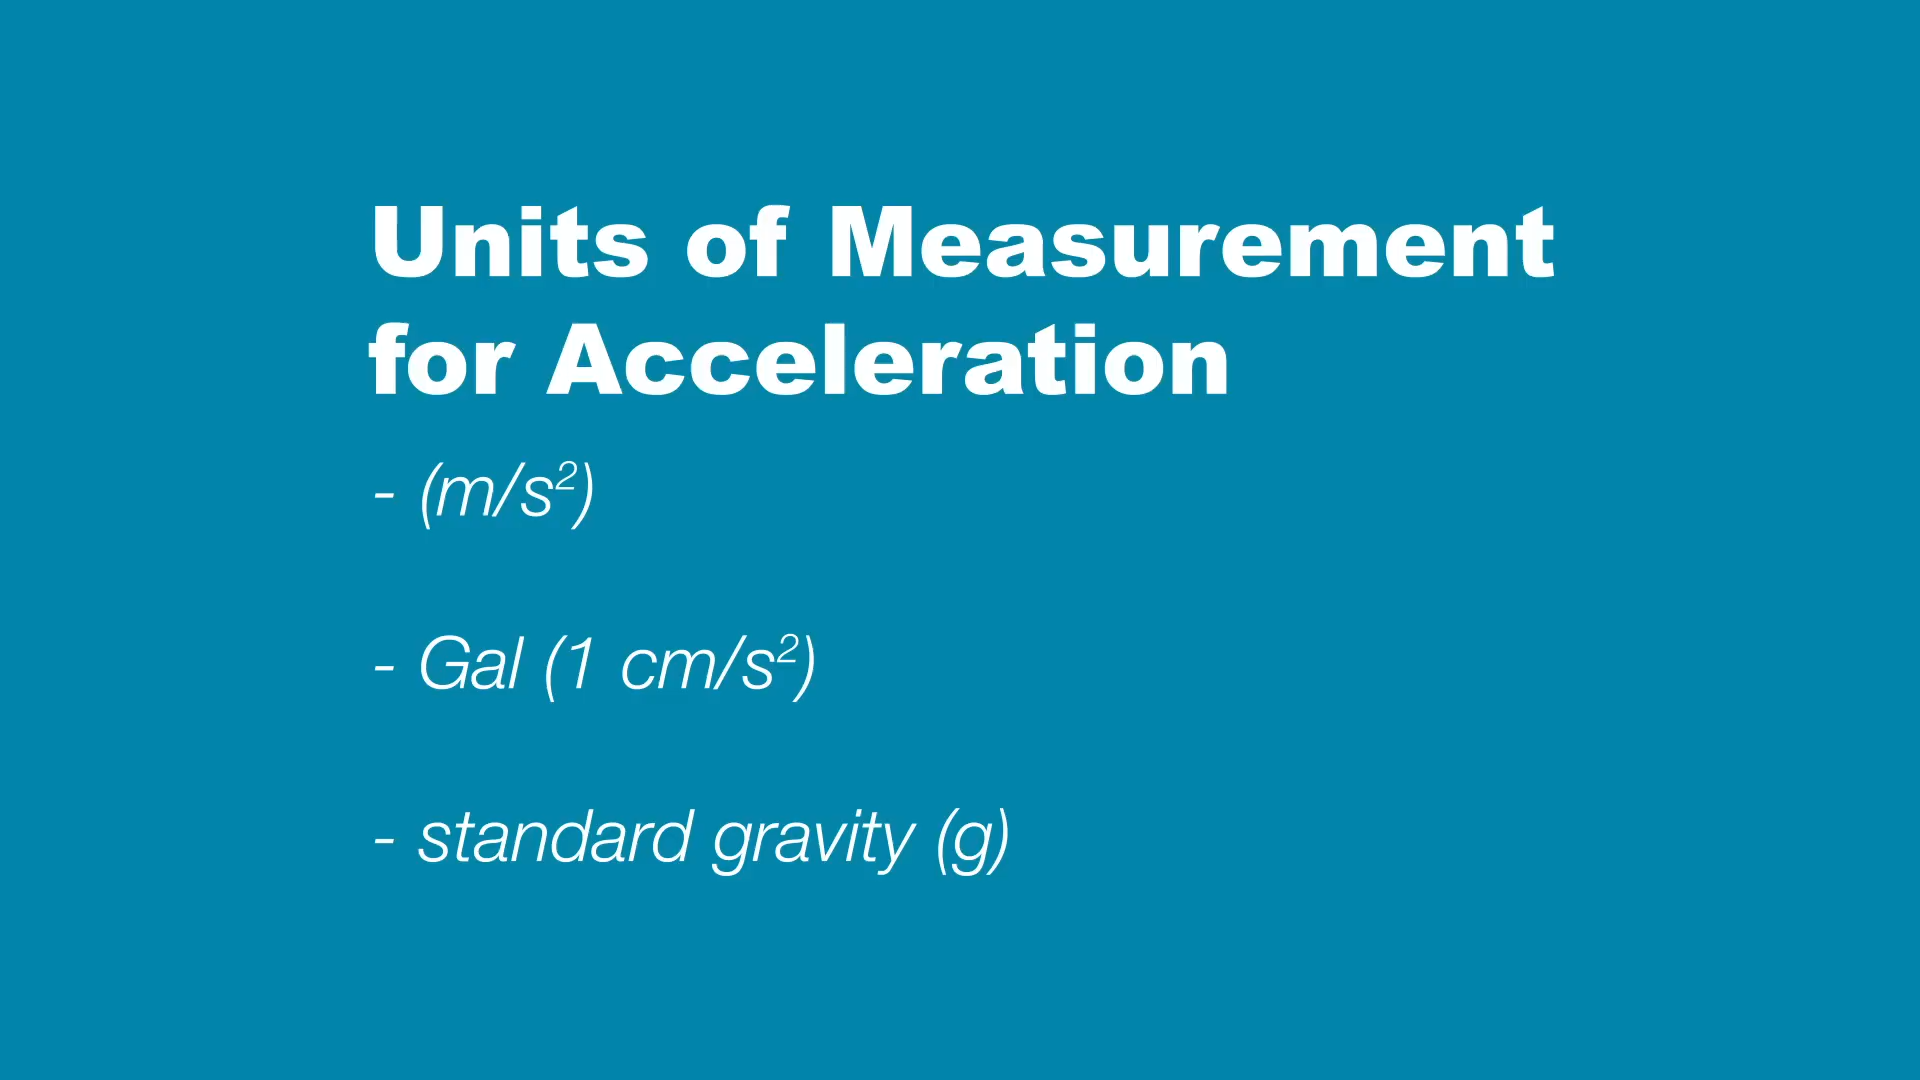 Units of Measurement
for Acceleration
- (m/s²)
- Gal (1 cm/s²)
- standard gravity (g)